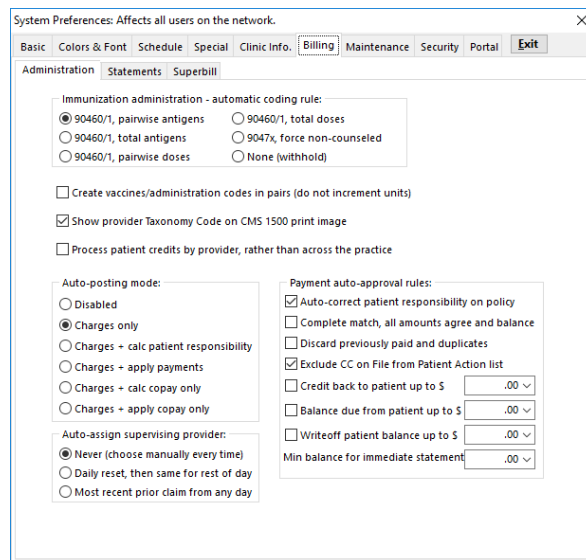 System Preferences: Affects all users on the network.
Basic Colors & Font Schedule Special Clinic Info. Billing Maintenance Security Portal Exit
Administration Statements Superbill
Immunization administration - automatic coding rule:
90460/1, pairwise antigens 90460/1, total doses
90460/1, total antigens 9047x, force non-counseled
90460/1, pairwise doses None (withhold)
Create vaccines/administration codes in pairs (do not increment units)
Show provider Taxonomy Code on CMS 1500 print image
Process patient credits by provider, rather than across the practice
Auto-posting mode:
Disabled
Charges only
Charges + calc patient responsibility
Charges + apply payments
Charges + calc copay only
Charges + apply copay only
Auto-assign supervising provider:
Never (choose manually every time)
Daily reset, then same for rest of day
Most recent prior claim from any day
Payment auto-approval rules:
Auto-correct patient responsibility on policy
Complete match, all amounts agree and balance
Discard previously paid and duplicates
Exclude CC on File from Patient Action list
Credit back to patient up to $ .00
Balance due from patient up to $ .00
Writeoff patient balance up to $ .00
Min balance for immediate statement .00